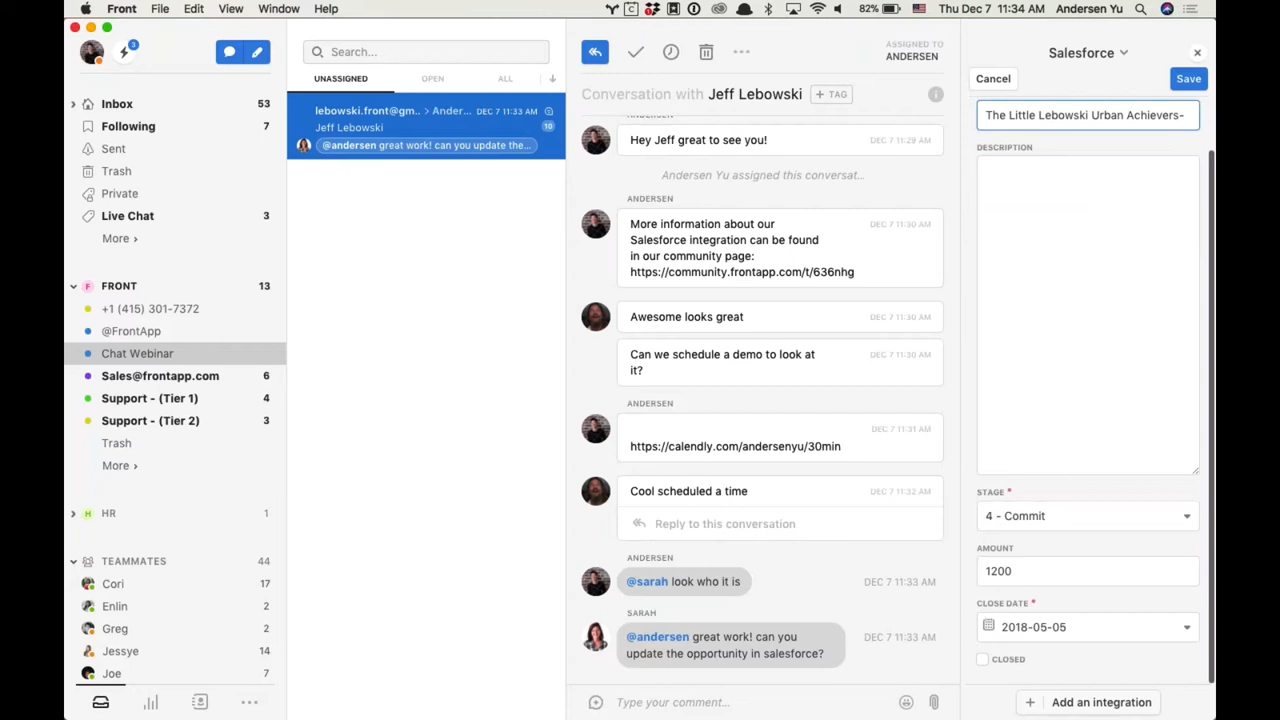 Front File Edit View Window Help
82% Thu Dec 7 11:34 AM Andersen Yu
3
Inbox 53
Following 7
Sent
Trash
Private
Live Chat 3
More ›
F FRONT 13
+1 (415) 301-7372
@FrontApp
Chat Webinar
Sales@frontapp.com 6
Support - (Tier 1) 4
Support - (Tier 2) 3
Trash
More ›
H HR 1
TEAMMATES 44
Cori 17
Enlin 2
Greg 2
Jessye 14
Joe 7
Search...
UNASSIGNED OPEN ALL
lebowski.front@gm.. > Ander... DEC 7 11:33 AM
Jeff Lebowski 10
@andersen great work! can you update the...
ASSIGNED TO
ANDERSEN
Conversation with Jeff Lebowski + TAG
ANDERSEN
Hey Jeff great to see you! DEC 7 11:29 AM
Andersen Yu assigned this conversat...
ANDERSEN
More information about our DEC 7 11:30 AM
Salesforce integration can be found
in our community page:
https://community.frontapp.com/t/636nhg
Awesome looks great DEC 7 11:30 AM
Can we schedule a demo to look at DEC 7 11:30 AM
it?
ANDERSEN
DEC 7 11:31 AM
https://calendly.com/andersenyu/30min
Cool scheduled a time DEC 7 11:32 AM
Reply to this conversation
ANDERSEN
@sarah look who it is DEC 7 11:33 AM
SARAH
@andersen great work! can you DEC 7 11:33 AM
update the opportunity in salesforce?
Type your comment...
Salesforce
Cancel Save
The Little Lebowski Urban Achievers-
DESCRIPTION
STAGE *
4 - Commit
AMOUNT
1200
CLOSE DATE *
2018-05-05
CLOSED
+ Add an integration